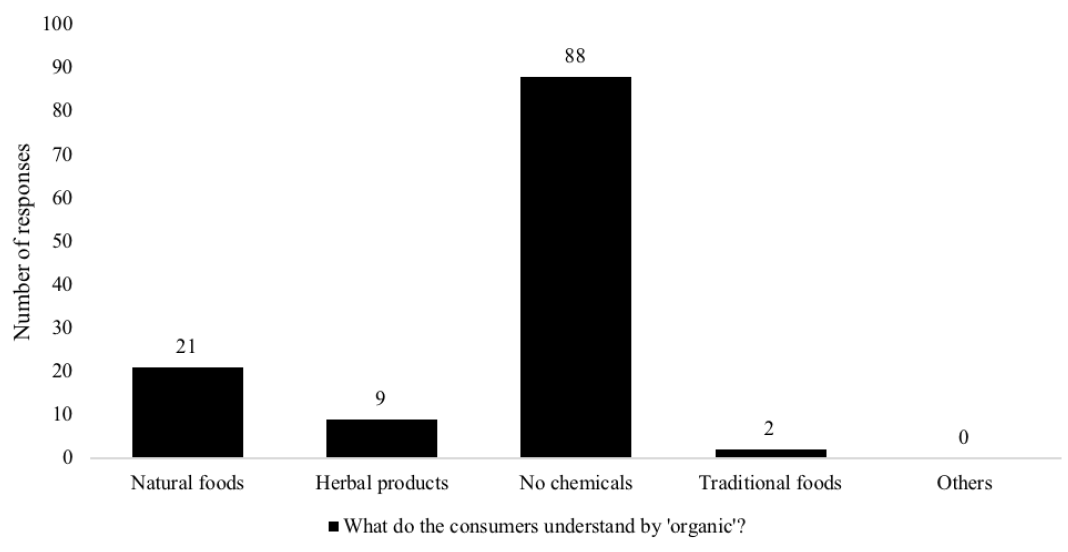 100
90
80
70
60
50
40
30
20
10
0
Number of responses
21
9
88
2
0
Natural foods
Herbal products
No chemicals
Traditional foods
Others
What do the consumers understand by 'organic'?